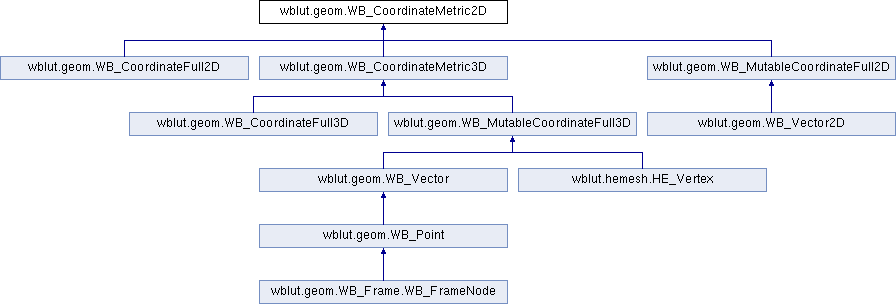 wblut.geom.WB_CoordinateMetric2D
wblut.geom.WB_CoordinateFull2D
wblut.geom.WB_CoordinateMetric3D
wblut.geom.WB_MutableCoordinateFull2D
wblut.geom.WB_CoordinateFull3D
wblut.geom.WB_MutableCoordinateFull3D
wblut.geom.WB_Vector2D
wblut.geom.WB_Vector
wblut.hemesh.HE_Vertex
wblut.geom.WB_Point
wblut.geom.WB_Frame.WB_FrameNode